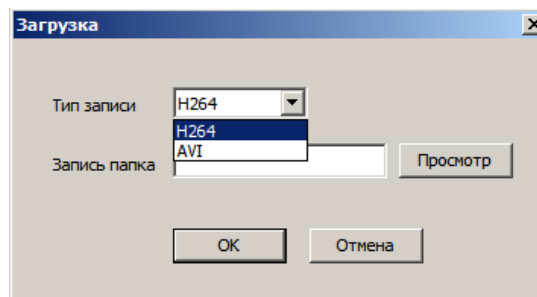 Загрузка
Тип записи H264
H264
AVI
Запись папка Просмотр
OK Отмена